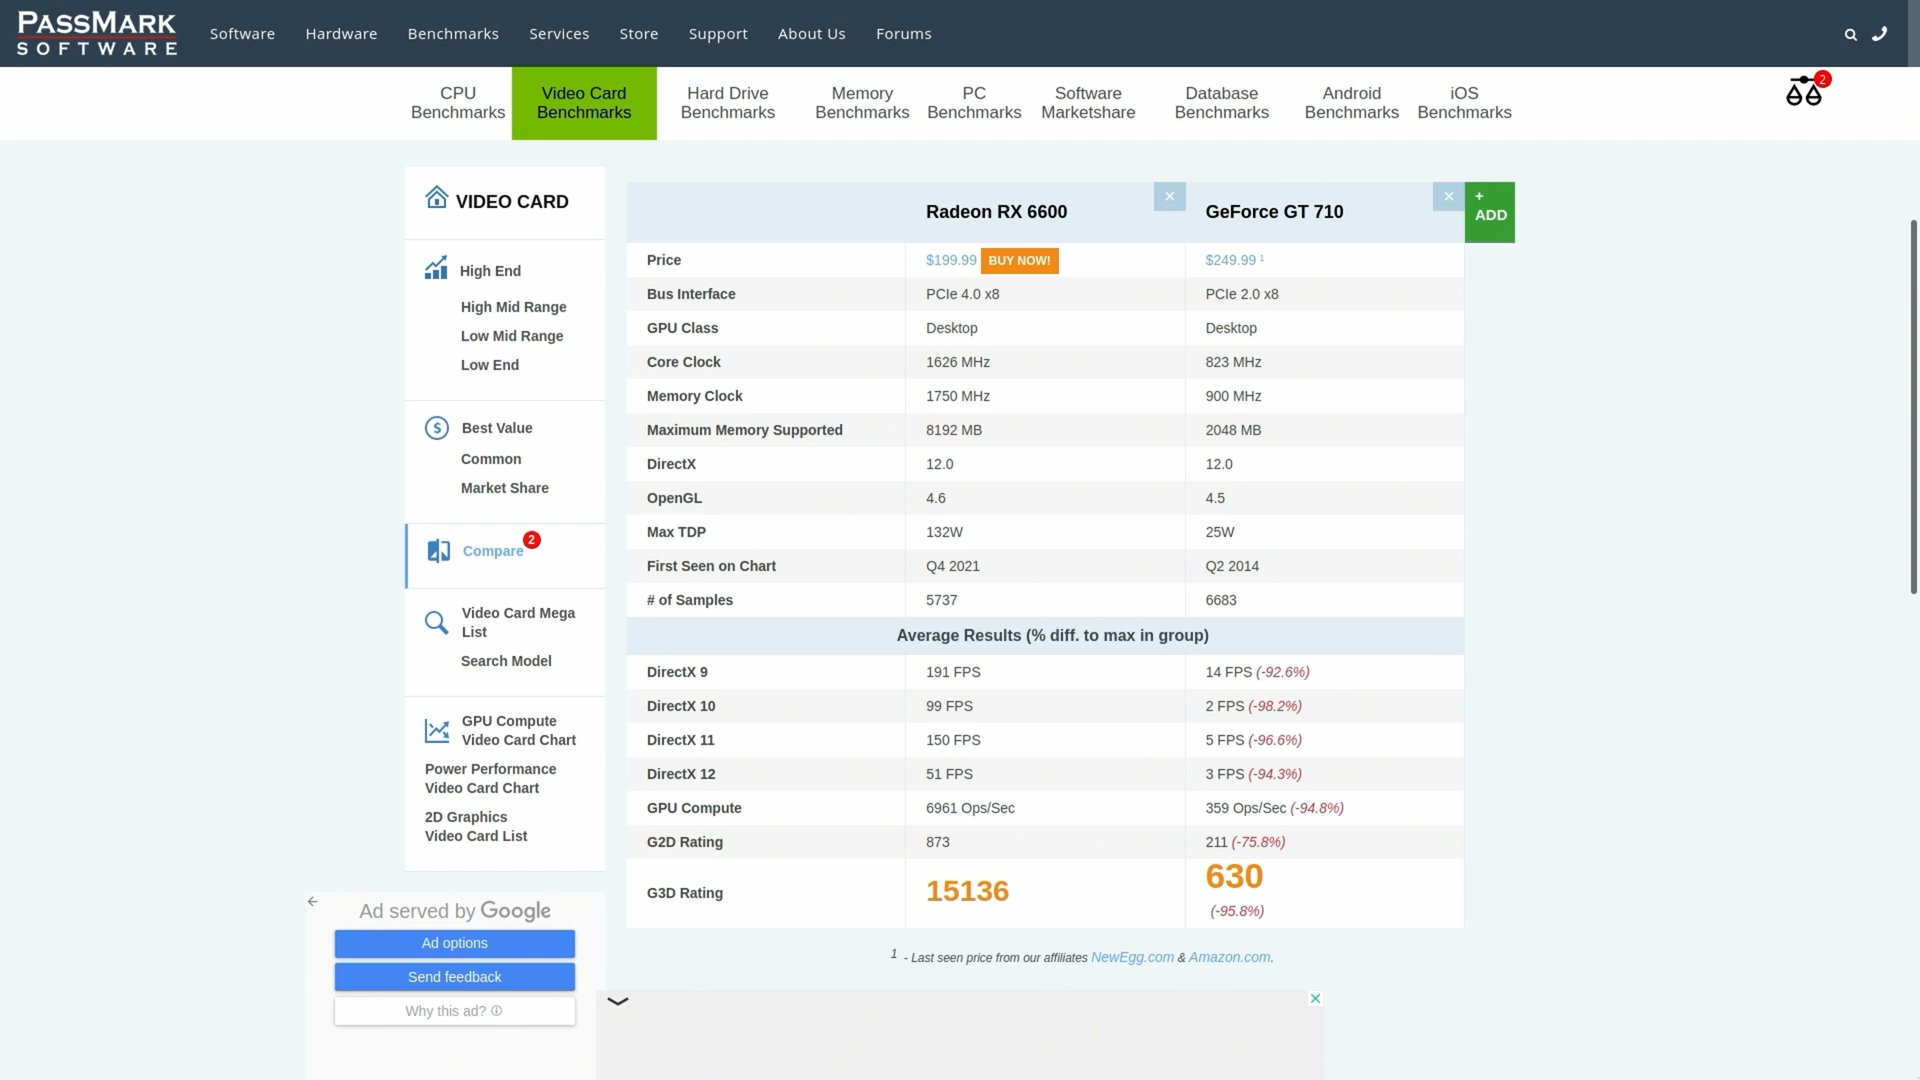 PASSMARK
SOFTWARE
Software Hardware Benchmarks Services Store Support About Us Forums
CPU Benchmarks
Video Card Benchmarks
Hard Drive Benchmarks
Memory Benchmarks
PC Benchmarks
Software Marketshare
Database Benchmarks
Android Benchmarks
iOS Benchmarks
2
VIDEO CARD
High End
High Mid Range
Low Mid Range
Low End
Best Value
Common
Market Share
Compare 2
Video Card Mega
List
Search Model
GPU Compute
Video Card Chart
Power Performance
Video Card Chart
2D Graphics
Video Card List
Radeon RX 6600 × GeForce GT 710 × + ADD
Price $199.99 BUY NOW! $249.99 ¹
Bus Interface PCIe 4.0 x8 PCIe 2.0 x8
GPU Class Desktop Desktop
Core Clock 1626 MHz 823 MHz
Memory Clock 1750 MHz 900 MHz
Maximum Memory Supported 8192 MB 2048 MB
DirectX 12.0 12.0
OpenGL 4.6 4.5
Max TDP 132W 25W
First Seen on Chart Q4 2021 Q2 2014
# of Samples 5737 6683
Average Results (% diff. to max in group)
DirectX 9 191 FPS 14 FPS (-92.6%)
DirectX 10 99 FPS 2 FPS (-98.2%)
DirectX 11 150 FPS 5 FPS (-96.6%)
DirectX 12 51 FPS 3 FPS (-94.3%)
GPU Compute 6961 Ops/Sec 359 Ops/Sec (-94.8%)
G2D Rating 873 211 (-75.8%)
G3D Rating 15136 630
(-95.8%)
1 - Last seen price from our affiliates NewEgg.com & Amazon.com.
Ad served by Google
Ad options
Send feedback
Why this ad?